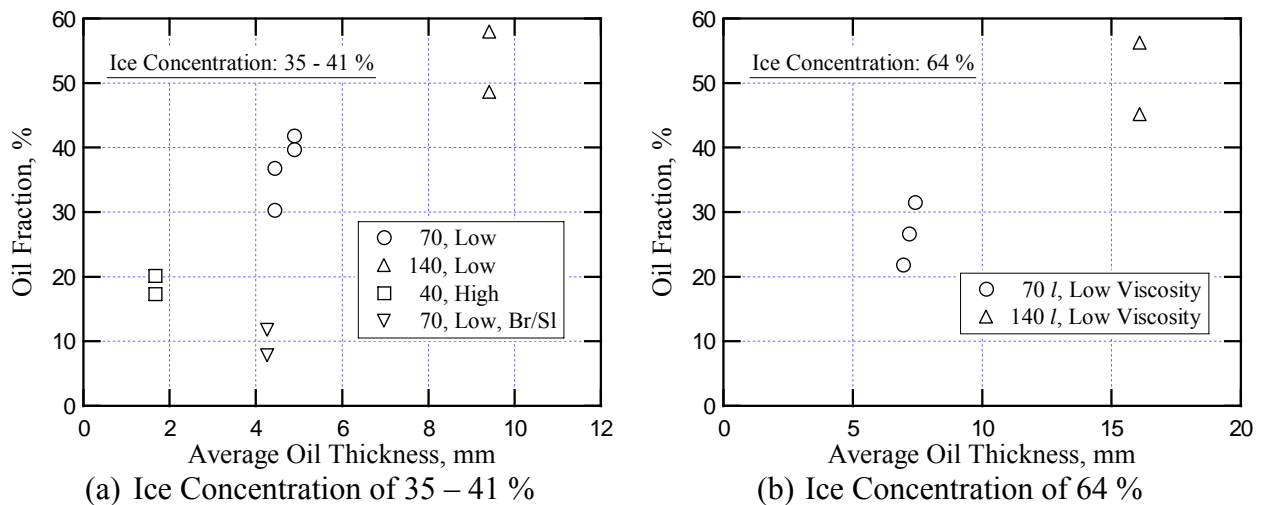 60
50
40
30
20
10
0
Oil Fraction, %
Ice Concentration: 35 - 41 %
70, Low
140, Low
40, High
70, Low, Br/Sl
0 2 4 6 8 10 12
Average Oil Thickness, mm
(a) Ice Concentration of 35 – 41 %
60
50
40
30
20
10
0
Oil Fraction, %
Ice Concentration: 64 %
70 l, Low Viscosity
140 l, Low Viscosity
0 5 10 15 20
Average Oil Thickness, mm
(b) Ice Concentration of 64 %